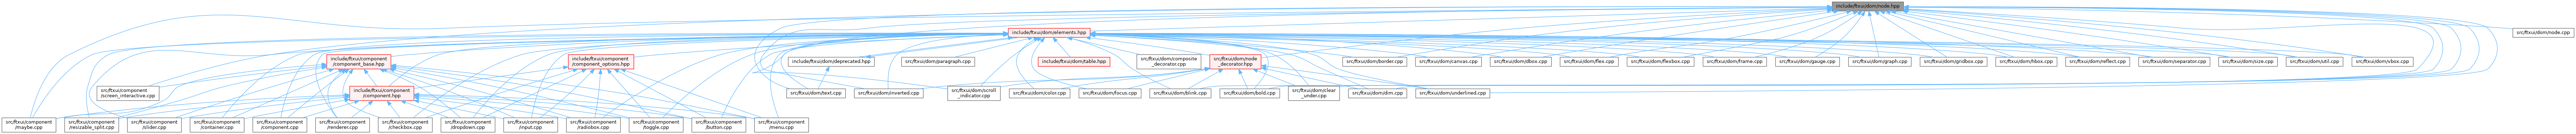 include/ftxui/dom/node.hpp
include/ftxui/dom/elements.hpp
src/ftxui/dom/node.cpp
include/ftxui/component
/component_base.hpp
include/ftxui/component
/component_options.hpp
include/ftxui/dom/deprecated.hpp
src/ftxui/dom/paragraph.cpp
include/ftxui/dom/table.hpp
src/ftxui/dom/composite
_decorator.cpp
src/ftxui/dom/node
_decorator.hpp
src/ftxui/dom/border.cpp
src/ftxui/dom/canvas.cpp
src/ftxui/dom/dbox.cpp
src/ftxui/dom/flex.cpp
src/ftxui/dom/flexbox.cpp
src/ftxui/dom/frame.cpp
src/ftxui/dom/gauge.cpp
src/ftxui/dom/graph.cpp
src/ftxui/dom/gridbox.cpp
src/ftxui/dom/hbox.cpp
src/ftxui/dom/reflect.cpp
src/ftxui/dom/separator.cpp
src/ftxui/dom/size.cpp
src/ftxui/dom/util.cpp
src/ftxui/dom/vbox.cpp
src/ftxui/component
/screen_interactive.cpp
include/ftxui/component
/component.hpp
src/ftxui/dom/text.cpp
src/ftxui/dom/inverted.cpp
src/ftxui/dom/scroll
_indicator.cpp
src/ftxui/dom/color.cpp
src/ftxui/dom/focus.cpp
src/ftxui/dom/blink.cpp
src/ftxui/dom/bold.cpp
src/ftxui/dom/clear
_under.cpp
src/ftxui/dom/dim.cpp
src/ftxui/dom/underlined.cpp
src/ftxui/component
/maybe.cpp
src/ftxui/component
/resizable_split.cpp
src/ftxui/component
/slider.cpp
src/ftxui/component
/container.cpp
src/ftxui/component
/component.cpp
src/ftxui/component
/renderer.cpp
src/ftxui/component
/checkbox.cpp
src/ftxui/component
/dropdown.cpp
src/ftxui/component
/input.cpp
src/ftxui/component
/radiobox.cpp
src/ftxui/component
/toggle.cpp
src/ftxui/component
/button.cpp
src/ftxui/component
/menu.cpp